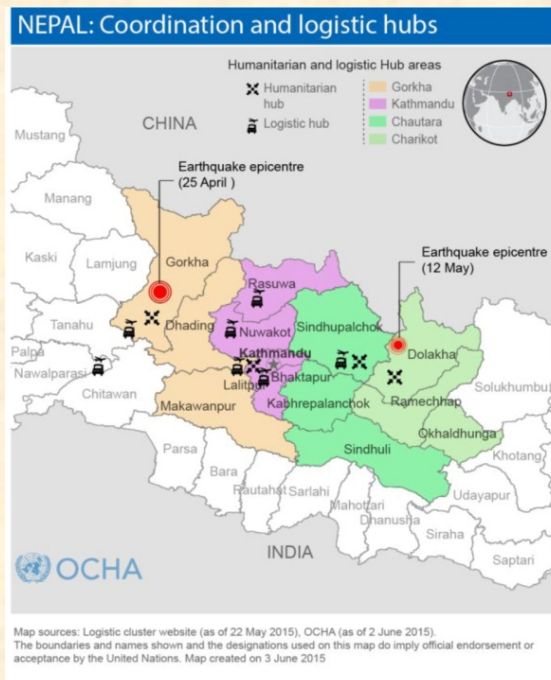 NEPAL: Coordination and logistic hubs
Humanitarian and logistic Hub areas
Humanitarian
hub
Logistic hub
Gorkha
Kathmandu
Chautara
Charikot
CHINA
Mustang
Earthquake epicentre
(25 April )
Manang
Kaski
Lamjung
Gorkha
Earthquake epicentre
(12 May)
Rasuwa
Tanahu
Dhading
Nuwakot
Sindhupalchok
Dolakha
Palpa
Nawalparasi
Chitawan
Kathmandu
Lalitpur
Bhaktapur
Solukhumbu
Makawanpur
Kabhrepalanchok
Ramechhap
Okhaldhunga
Sindhuli
Khotang
Parsa
Bara
Rautahat
Sarlahi
Mahottari
Dhanusha
Udayapur
Siraha
Saptari
INDIA
OCHA
Map sources: Logistic cluster website (as of 22 May 2015), OCHA (as of 2 June 2015).
The boundaries and names shown and the designations used on this map do imply official endorsement or
acceptance by the United Nations. Map created on 3 June 2015